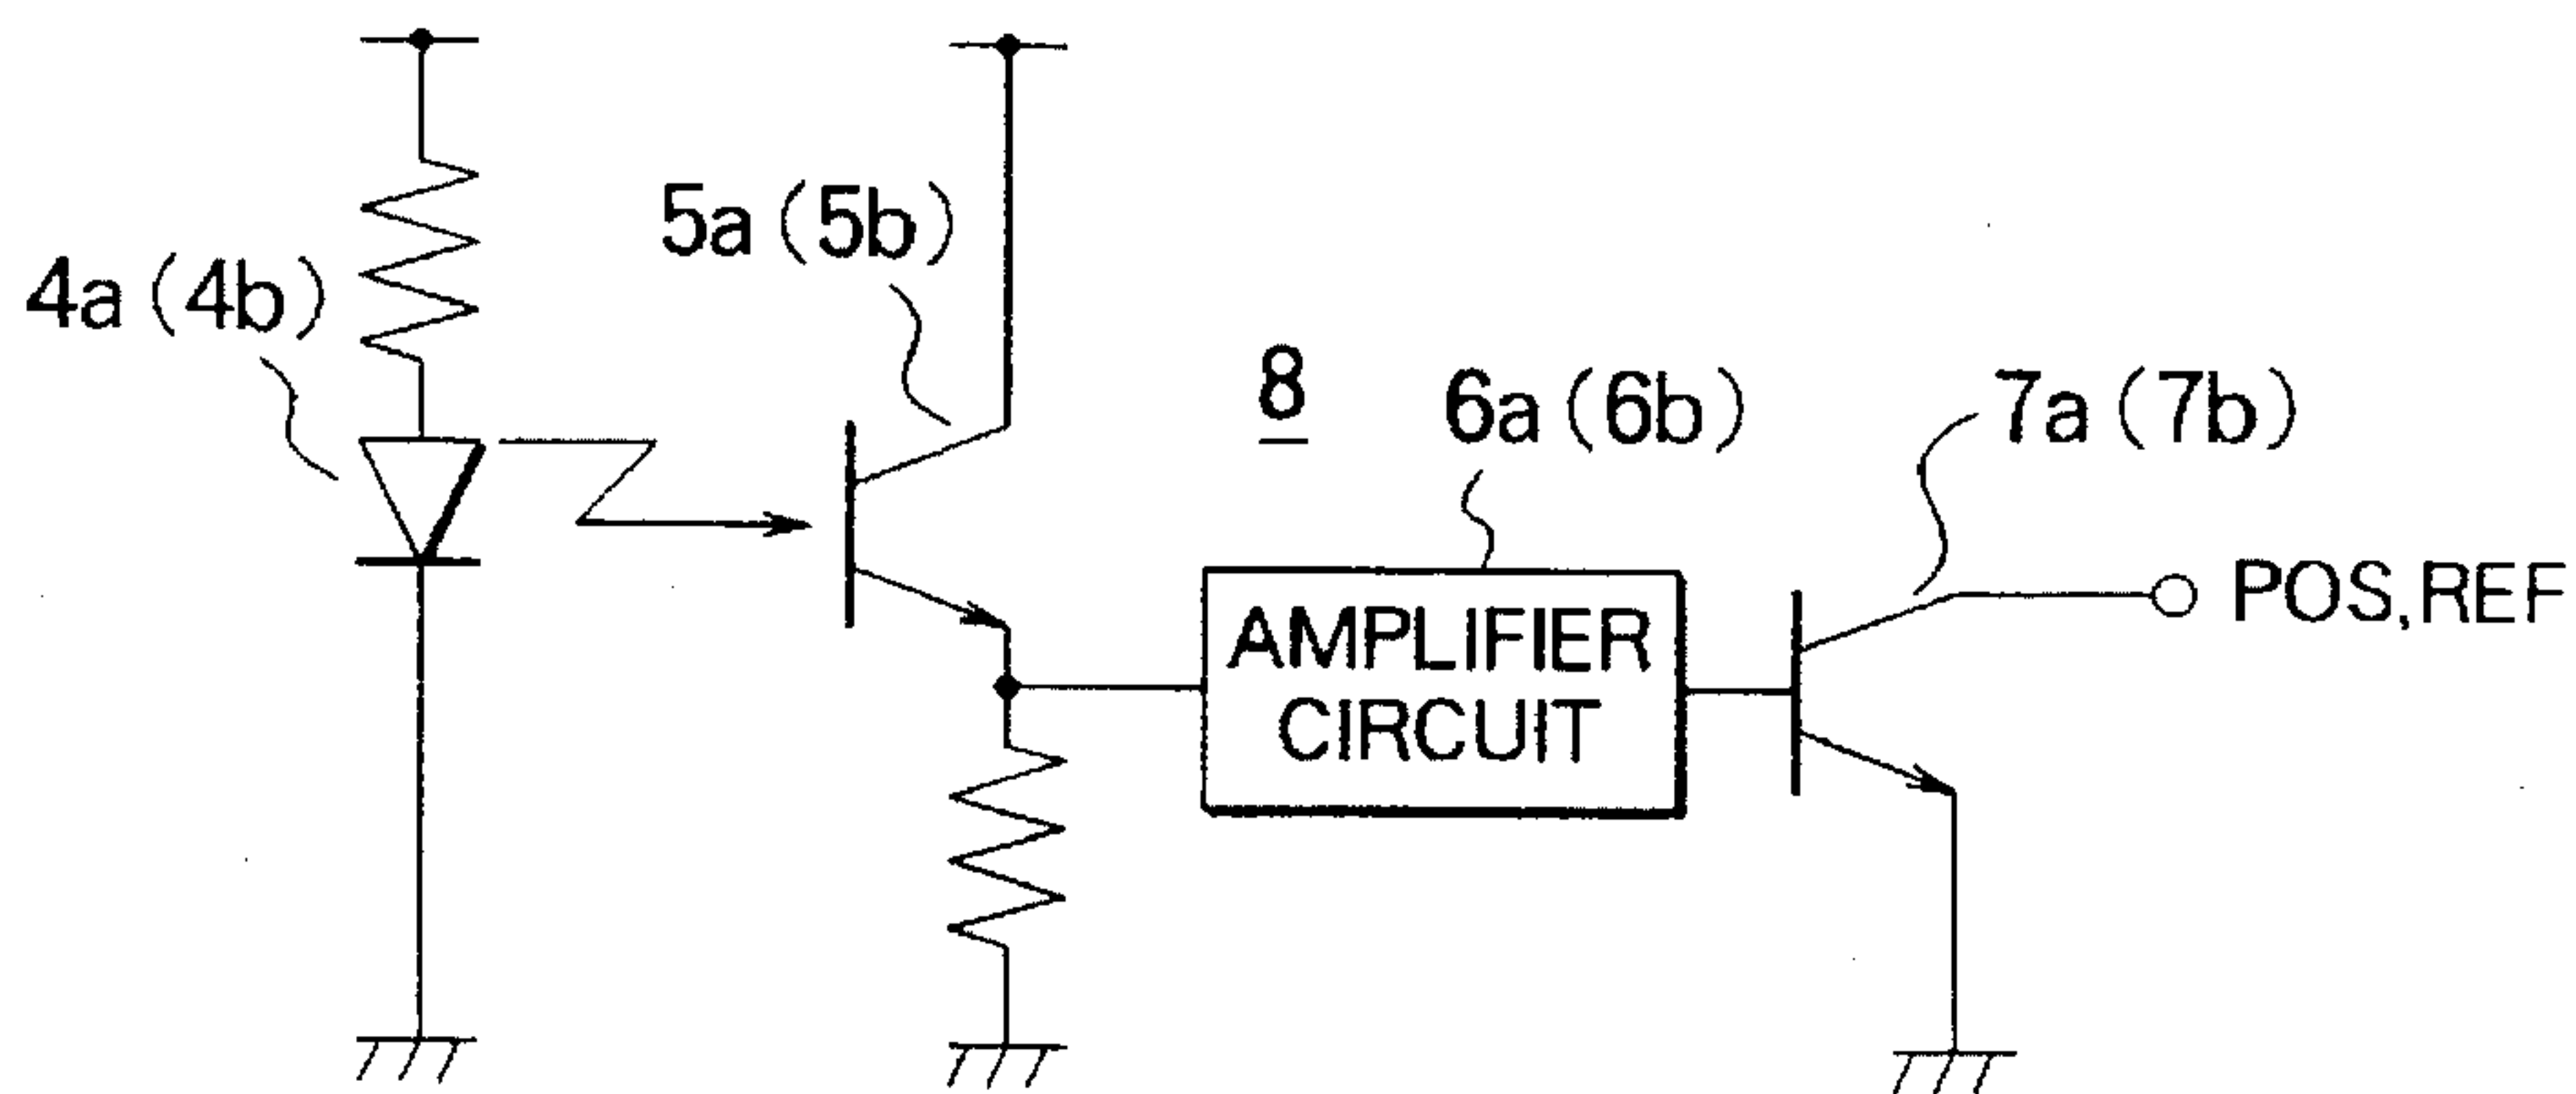 4a (4b)
5a (5b)
8
6a (6b)
7a (7b)
AMPLIFIER
CIRCUIT
POS,REF